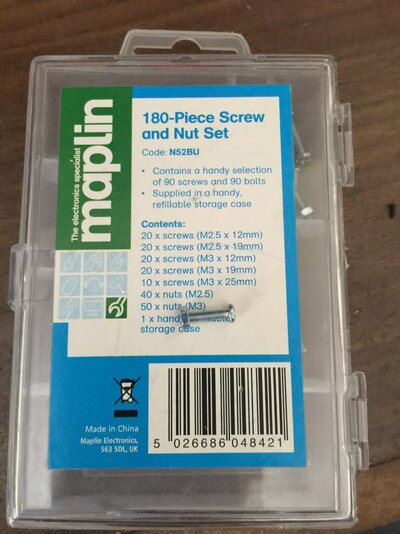 maplin
The electronics specialist
180-Piece Screw
and Nut Set
Code: N52BU
• Contains a handy selection
of 90 screws and 90 bolts
• Supplied in a handy,
refillable storage case
Contents:
20 x screws (M2.5 x 12mm)
20 x screws (M2.5 x 19mm)
20 x screws (M3 x 12mm)
20 x screws (M3 x 19mm)
10 x screws (M3 x 25mm)
40 x nuts (M2.5)
50 x nuts (M3)
1 x handy
storage case
Made in China
Maplin Electronics,
S63 5DL, UK
5 026686 048421